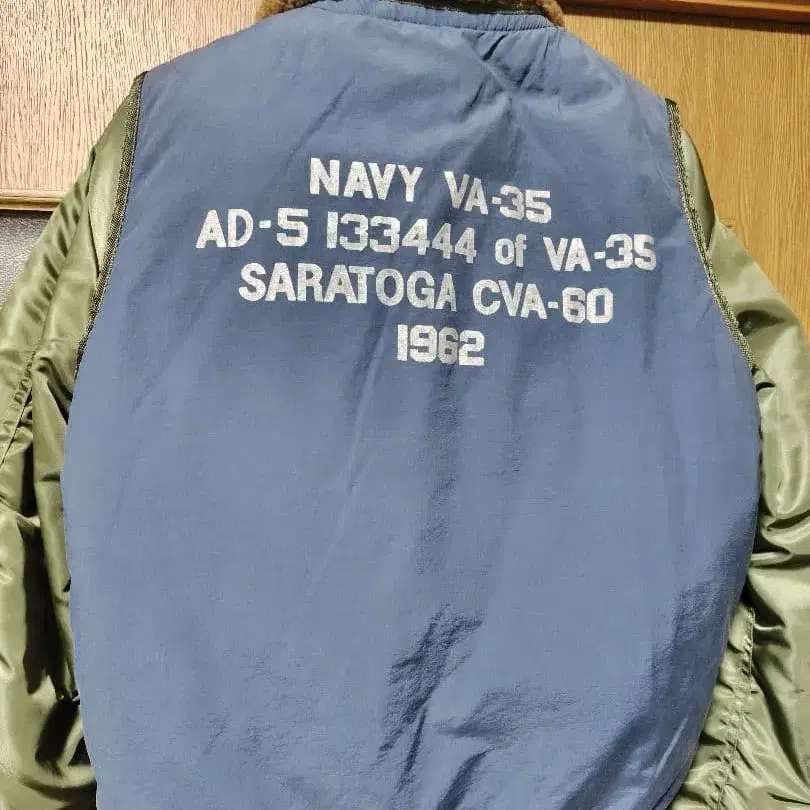 NAVY VA-35
AD-5 133444 of VA-35
SARATOGA CVA-60
1962